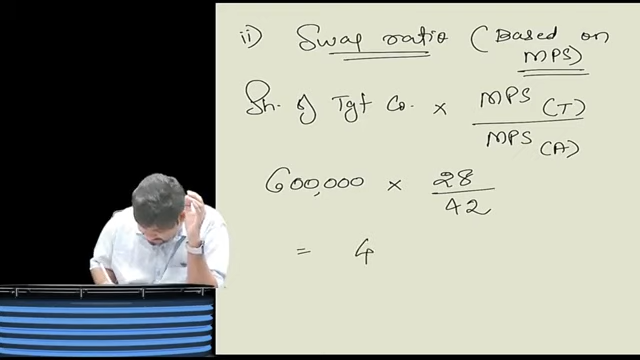 ii) Swap ratio (Based on
MPS)
Sh. of Tgt Co. × MPS (T)
MPS (A)
600,000 × 28
42
= 4